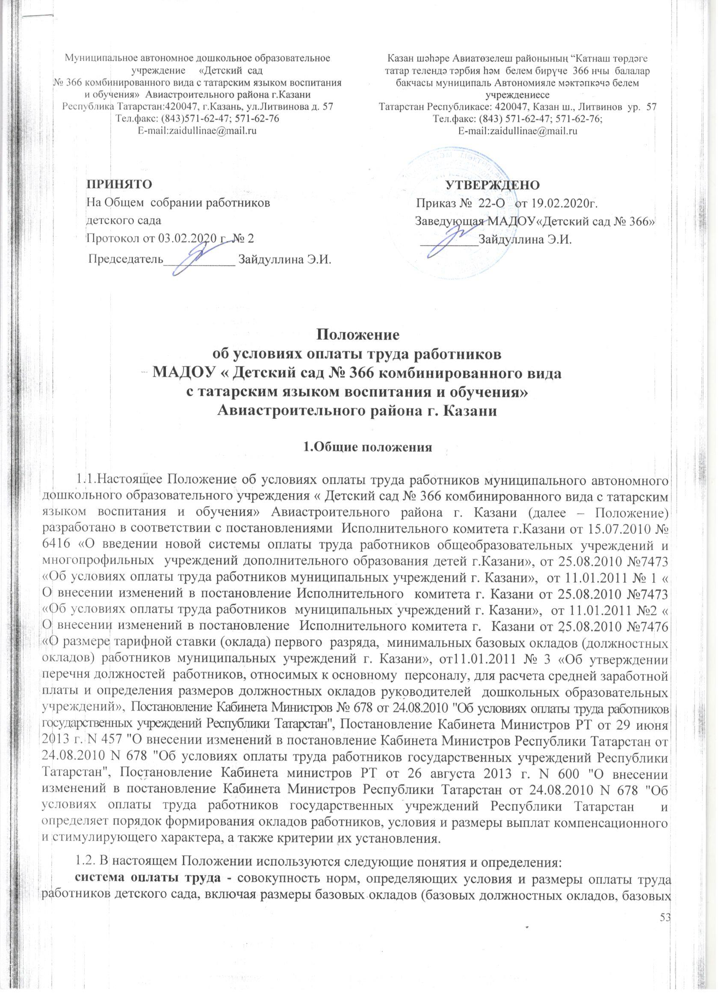 Муниципальное автономное дошкольное образовательное
учреждение «Детский сад
№ 366 комбинированного вида с татарским языком воспитания
и обучения» Авиастроительного района г.Казани
Республика Татарстан:420047, г.Казань, ул.Литвинова д. 57
Тел.факс: (843)571-62-47; 571-62-76
E-mail:zaidullinae@mail.ru
Казан шәһәре Авиатөзелеш районының “Катнаш төрдәге
татар телендә тәрбия һәм белем бирүче 366 нчы балалар
бакчасы муниципаль Автономияле мәктәпкәчә белем
учреждениесе
Татарстан Республикасе: 420047, Казан ш., Литвинов ур. 57
Тел.факс: (843) 571-62-47; 571-62-76;
E-mail:zaidullinae@mail.ru
ПРИНЯТО
На Общем собрании работников
детского сада
Протокол от 03.02.2020 г. № 2
Председатель____________ Зайдуллина Э.И.
УТВЕРЖДЕНО
Приказ № 22-О от 19.02.2020г.
Заведующая МАДОУ«Детский сад № 366»
__________Зайдуллина Э.И.
Положение
об условиях оплаты труда работников
МАДОУ « Детский сад № 366 комбинированного вида
с татарским языком воспитания и обучения»
Авиастроительного района г. Казани
1.Общие положения
1.1.Настоящее Положение об условиях оплаты труда работников муниципального автономного
дошкольного образовательного учреждения « Детский сад № 366 комбинированного вида с татарским
языком воспитания и обучения» Авиастроительного района г. Казани (далее – Положение)
разработано в соответствии с постановлениями Исполнительного комитета г.Казани от 15.07.2010 №
6416 «О введении новой системы оплаты труда работников общеобразовательных учреждений и
многопрофильных учреждений дополнительного образования детей г.Казани», от 25.08.2010 №7473
«Об условиях оплаты труда работников муниципальных учреждений г. Казани», от 11.01.2011 № 1 «
О внесении изменений в постановление Исполнительного комитета г. Казани от 25.08.2010 №7473
«Об условиях оплаты труда работников муниципальных учреждений г. Казани», от 11.01.2011 №2 «
О внесении изменений в постановление Исполнительного комитета г. Казани от 25.08.2010 №7476
«О размере тарифной ставки (оклада) первого разряда, минимальных базовых окладов (должностных
окладов) работников муниципальных учреждений г. Казани», от11.01.2011 № 3 «Об утверждении
перечня должностей работников, относимых к основному персоналу, для расчета средней заработной
платы и определения размеров должностных окладов руководителей дошкольных образовательных
учреждений», Постановление Кабинета Министров № 678 от 24.08.2010 "Об условиях оплаты труда работников
государственных учреждений Республики Татарстан", Постановление Кабинета Министров РТ от 29 июня
2013 г. N 457 "О внесении изменений в постановление Кабинета Министров Республики Татарстан от
24.08.2010 N 678 "Об условиях оплаты труда работников государственных учреждений Республики
Татарстан", Постановление Кабинета министров РТ от 26 августа 2013 г. N 600 "О внесении
изменений в постановление Кабинета Министров Республики Татарстан от 24.08.2010 N 678 "Об
условиях оплаты труда работников государственных учреждений Республики Татарстан и
определяет порядок формирования окладов работников, условия и размеры выплат компенсационного
и стимулирующего характера, а также критерии их установления.
1.2. В настоящем Положении используются следующие понятия и определения:
система оплаты труда - совокупность норм, определяющих условия и размеры оплаты труда
работников детского сада, включая размеры базовых окладов (базовых должностных окладов, базовых
53